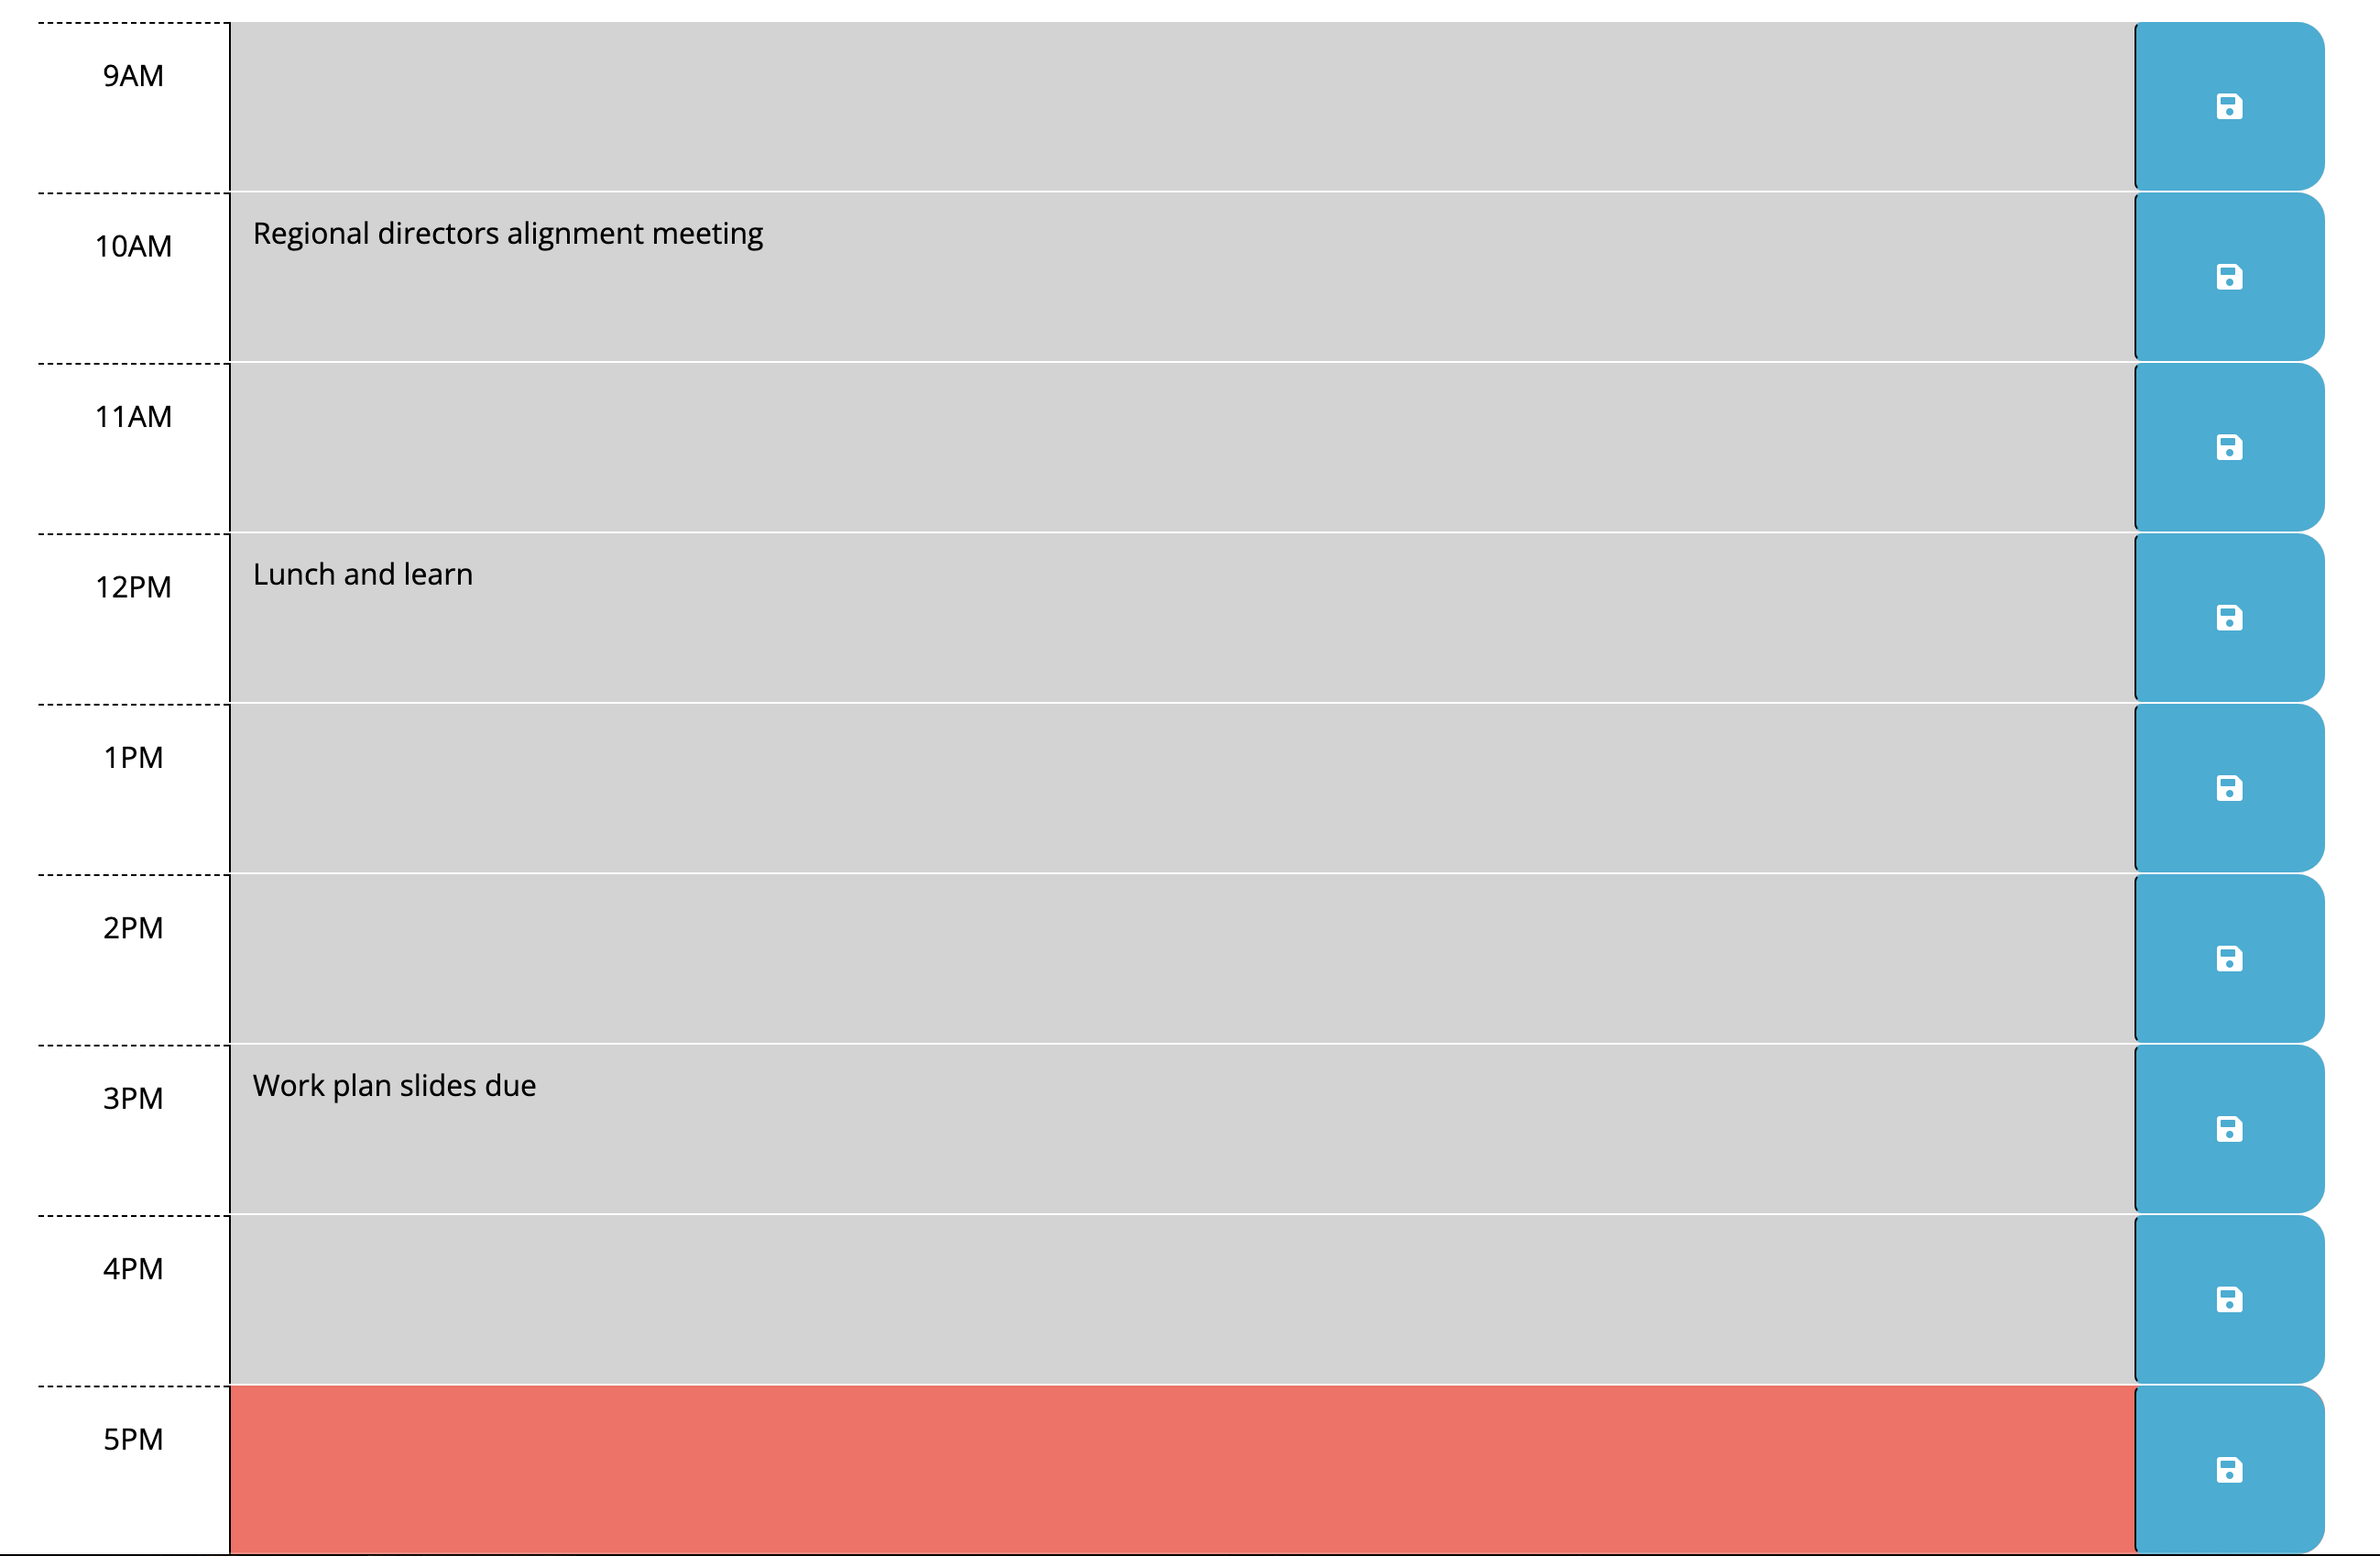 9AM
10AM
Regional directors alignment meeting
11AM
12PM
Lunch and learn
1PM
2PM
3PM
Work plan slides due
4PM
5PM